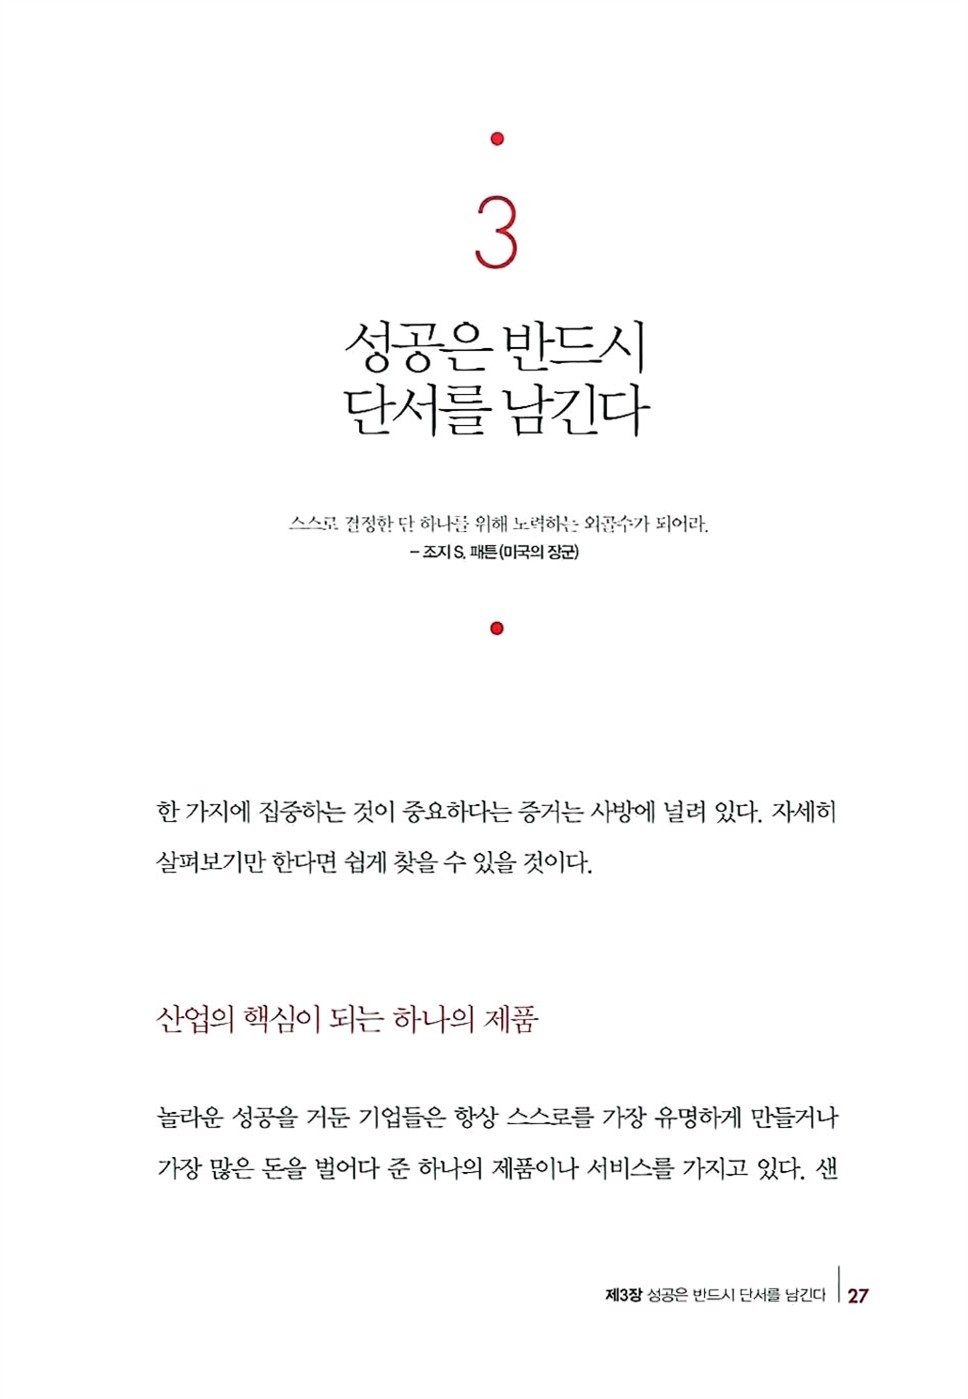 3
성공은 반드시
단서를 남긴다
스스로 결정한 단 하나를 위해 노력하는 외골수가 되어라.
– 조지 S. 패튼(미국의 장군)
한 가지에 집중하는 것이 중요하다는 증거는 사방에 널려 있다. 자세히
살펴보기만 한다면 쉽게 찾을 수 있을 것이다.
산업의 핵심이 되는 하나의 제품
놀라운 성공을 거둔 기업들은 항상 스스로를 가장 유명하게 만들거나
가장 많은 돈을 벌어다 준 하나의 제품이나 서비스를 가지고 있다. 샌
제3장 성공은 반드시 단서를 남긴다 27